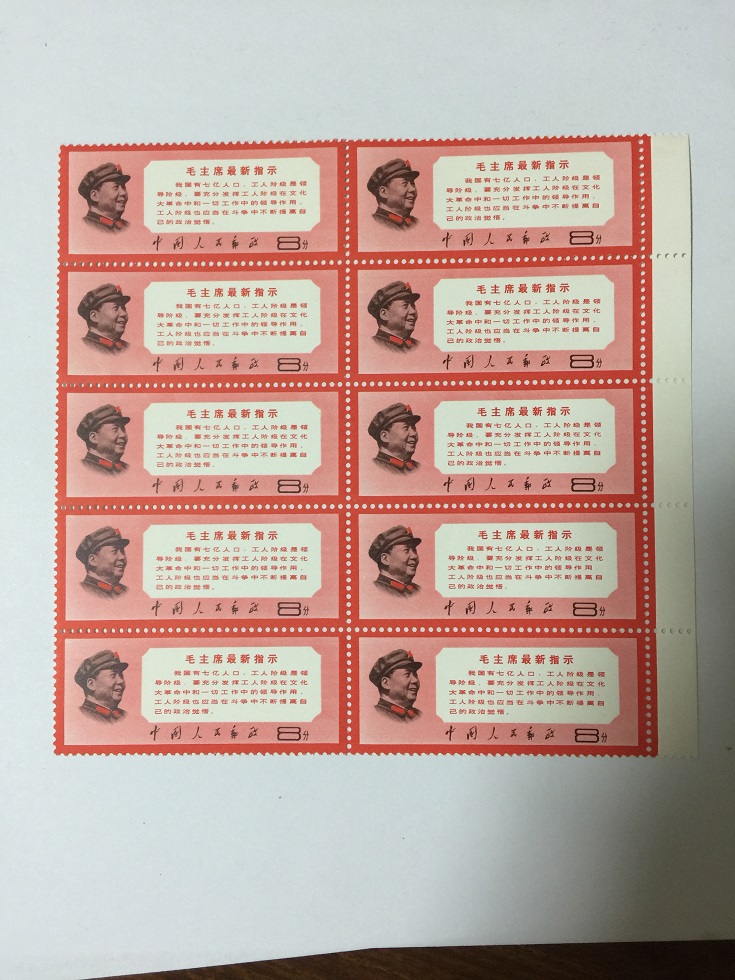 毛主席最新指示
我国有七亿人口，工人阶级是领
导阶级，要充分发挥工人阶级在文化
大革命中和一切工作中的领导作用，
工人阶级也应当在斗争中不断提高自
己的政治觉悟。
中国人民邮政 8分
毛主席最新指示
我国有七亿人口，工人阶级是领
导阶级，要充分发挥工人阶级在文化
大革命中和一切工作中的领导作用，
工人阶级也应当在斗争中不断提高自
己的政治觉悟。
中国人民邮政 8分
毛主席最新指示
我国有七亿人口，工人阶级是领
导阶级，要充分发挥工人阶级在文化
大革命中和一切工作中的领导作用，
工人阶级也应当在斗争中不断提高自
己的政治觉悟。
中国人民邮政 8分
毛主席最新指示
我国有七亿人口，工人阶级是领
导阶级，要充分发挥工人阶级在文化
大革命中和一切工作中的领导作用，
工人阶级也应当在斗争中不断提高自
己的政治觉悟。
中国人民邮政 8分
毛主席最新指示
我国有七亿人口，工人阶级是领
导阶级，要充分发挥工人阶级在文化
大革命中和一切工作中的领导作用，
工人阶级也应当在斗争中不断提高自
己的政治觉悟。
中国人民邮政 8分
毛主席最新指示
我国有七亿人口，工人阶级是领
导阶级，要充分发挥工人阶级在文化
大革命中和一切工作中的领导作用，
工人阶级也应当在斗争中不断提高自
己的政治觉悟。
中国人民邮政 8分
毛主席最新指示
我国有七亿人口，工人阶级是领
导阶级，要充分发挥工人阶级在文化
大革命中和一切工作中的领导作用，
工人阶级也应当在斗争中不断提高自
己的政治觉悟。
中国人民邮政 8分
毛主席最新指示
我国有七亿人口，工人阶级是领
导阶级，要充分发挥工人阶级在文化
大革命中和一切工作中的领导作用，
工人阶级也应当在斗争中不断提高自
己的政治觉悟。
中国人民邮政 8分
毛主席最新指示
我国有七亿人口，工人阶级是领
导阶级，要充分发挥工人阶级在文化
大革命中和一切工作中的领导作用，
工人阶级也应当在斗争中不断提高自
己的政治觉悟。
中国人民邮政 8分
毛主席最新指示
我国有七亿人口，工人阶级是领
导阶级，要充分发挥工人阶级在文化
大革命中和一切工作中的领导作用，
工人阶级也应当在斗争中不断提高自
己的政治觉悟。
中国人民邮政 8分